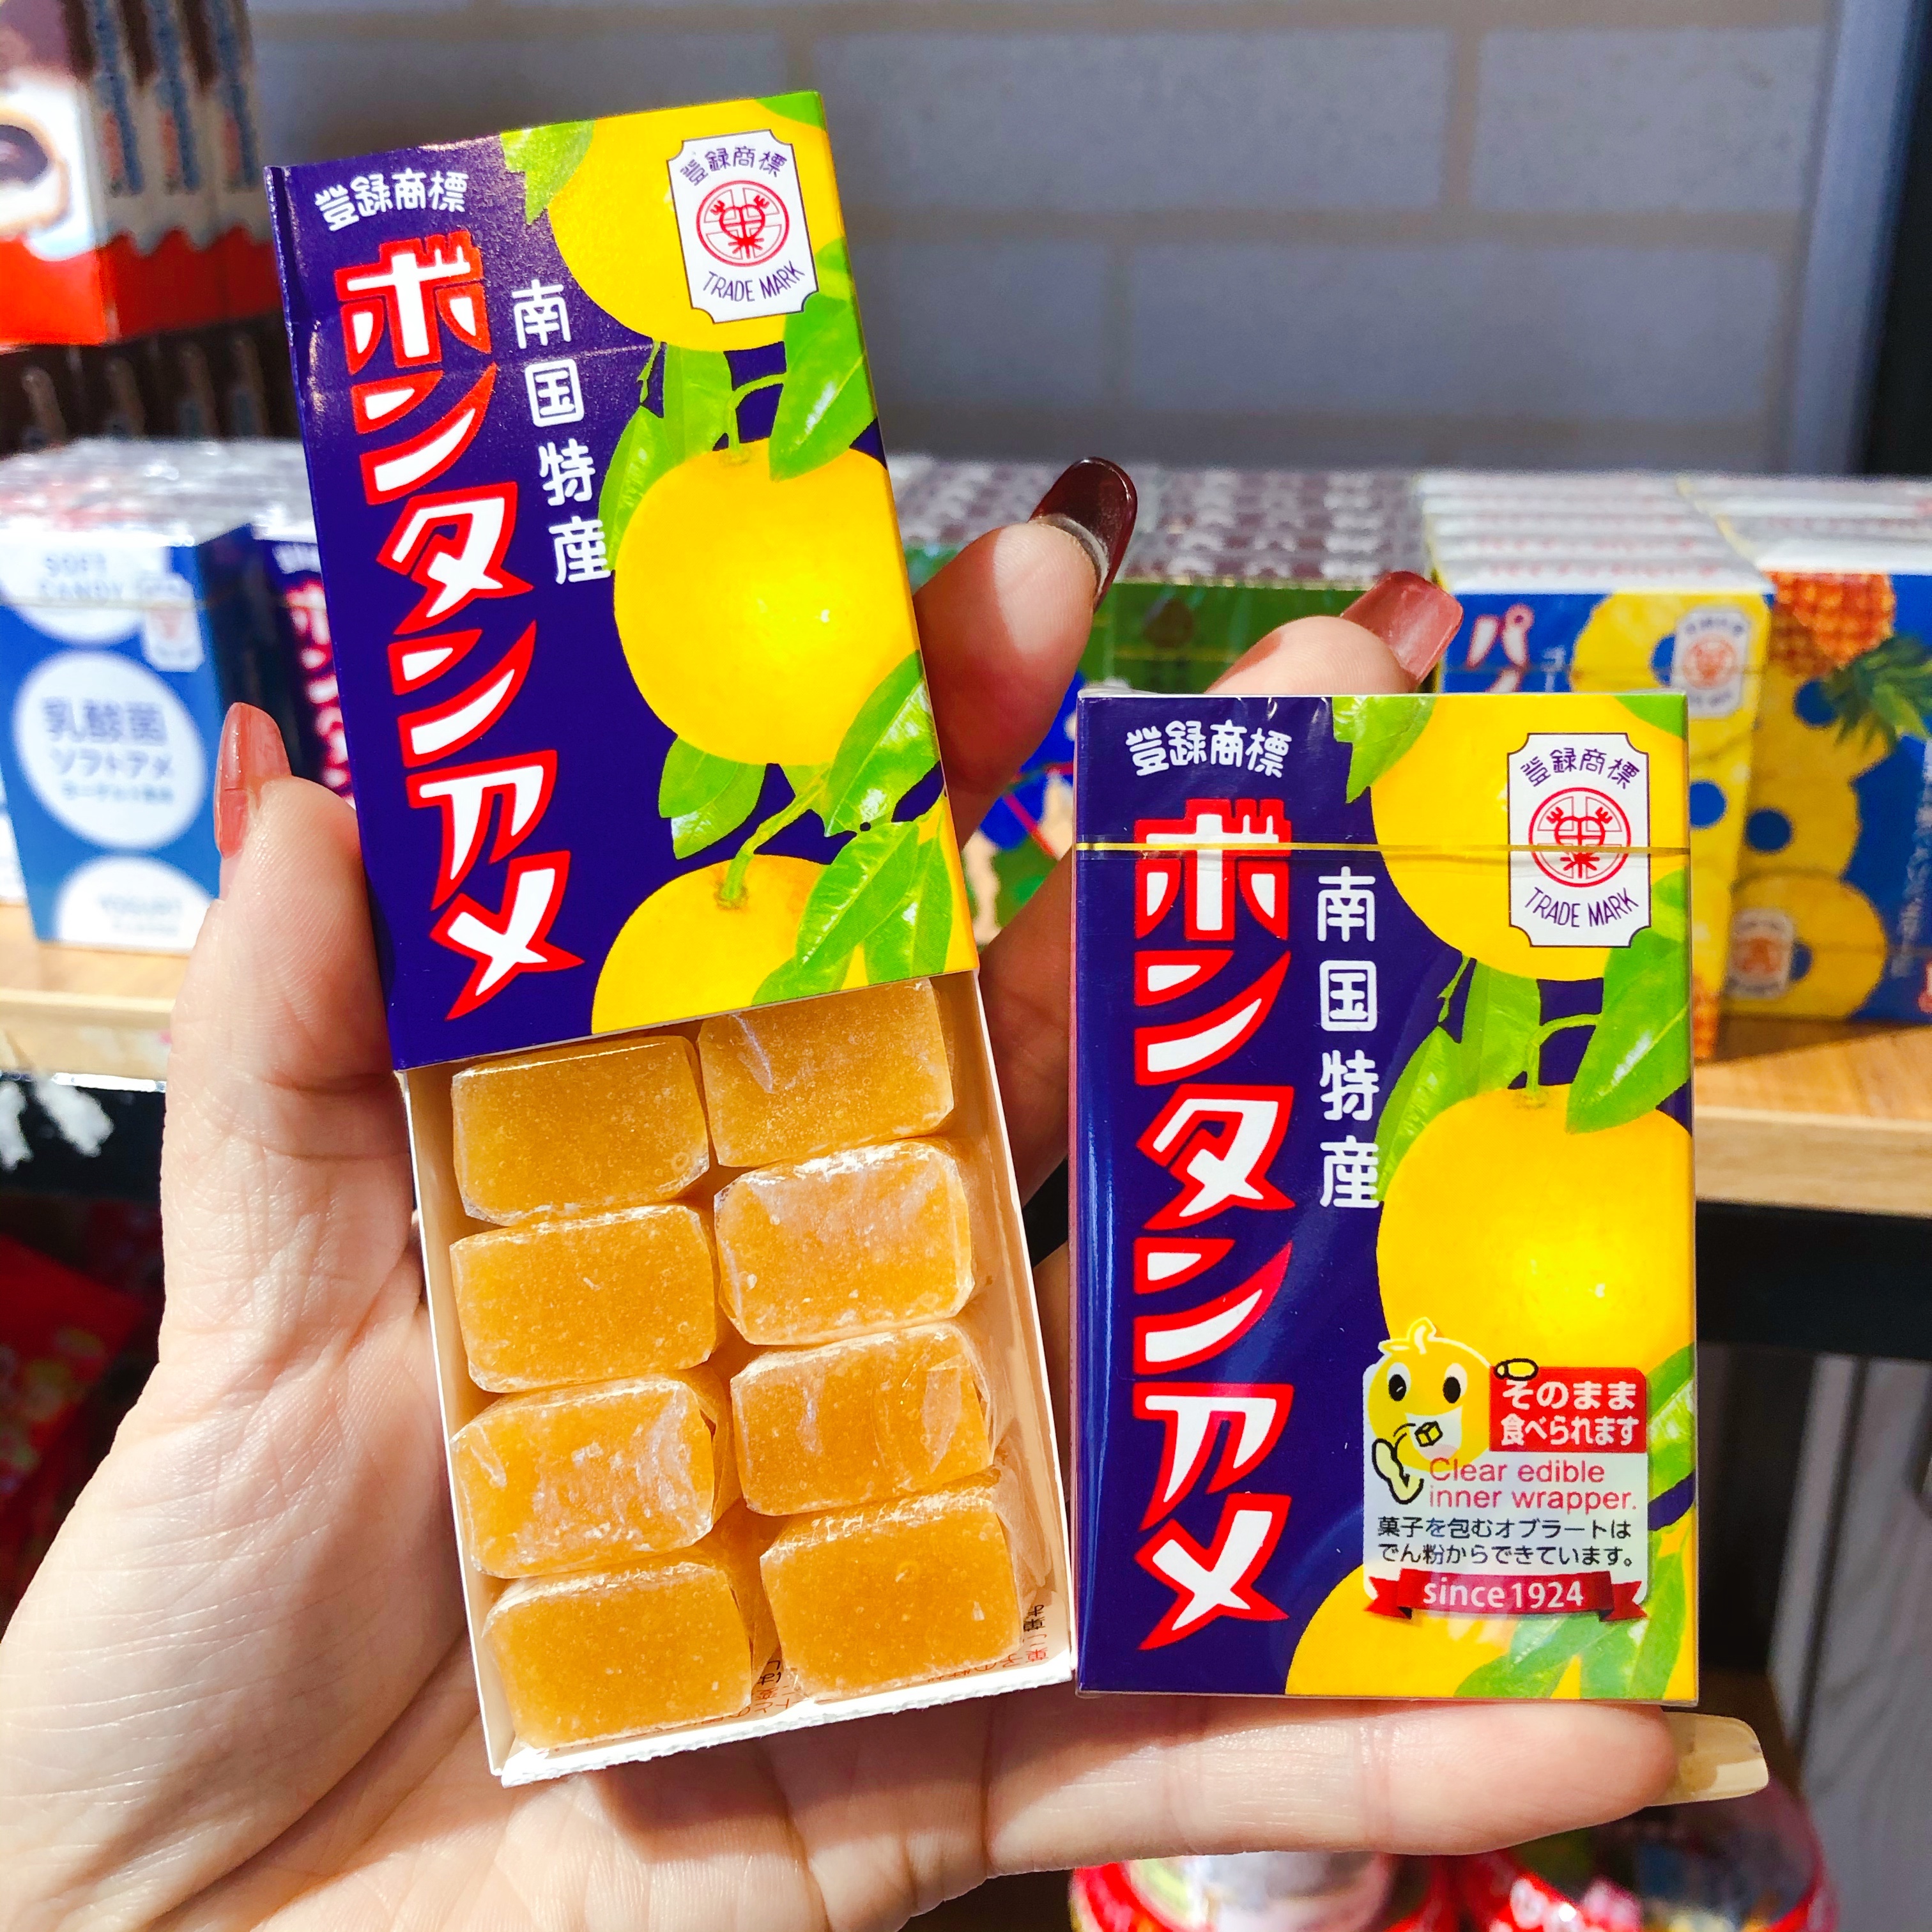 登録商標
ボンタンアメ
南国特産
登録商標
TRADE MARK
登録商標
ボンタンアメ
南国特産
登録商標
TRADE MARK
そのまま
食べられます
Clear edible
inner wrapper.
菓子を包むオブラートは
でん粉からできています。
since1924
SOFT
CANDY
乳酸菌
ソフトアメ
YOGURT
ボン
パ